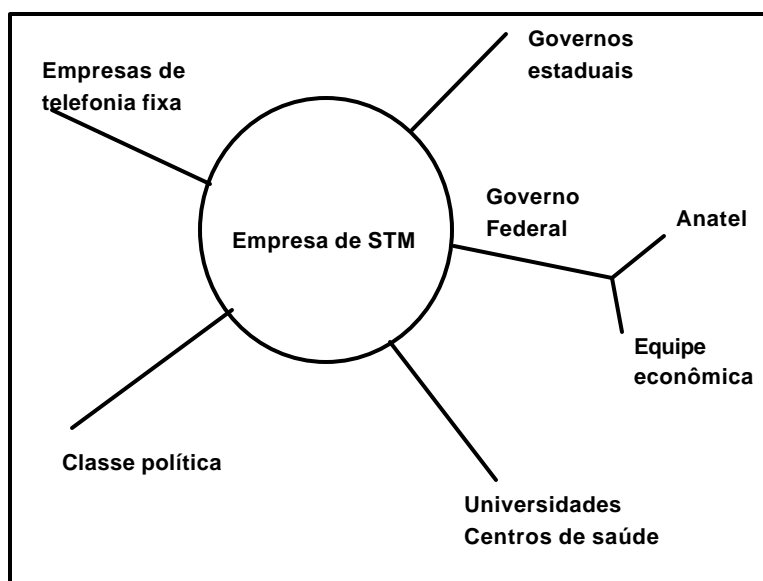 Governos
estaduais
Empresas de
telefonia fixa
Governo
Federal
Anatel
Empresa de STM
Equipe
econômica
Classe política
Universidades
Centros de saúde